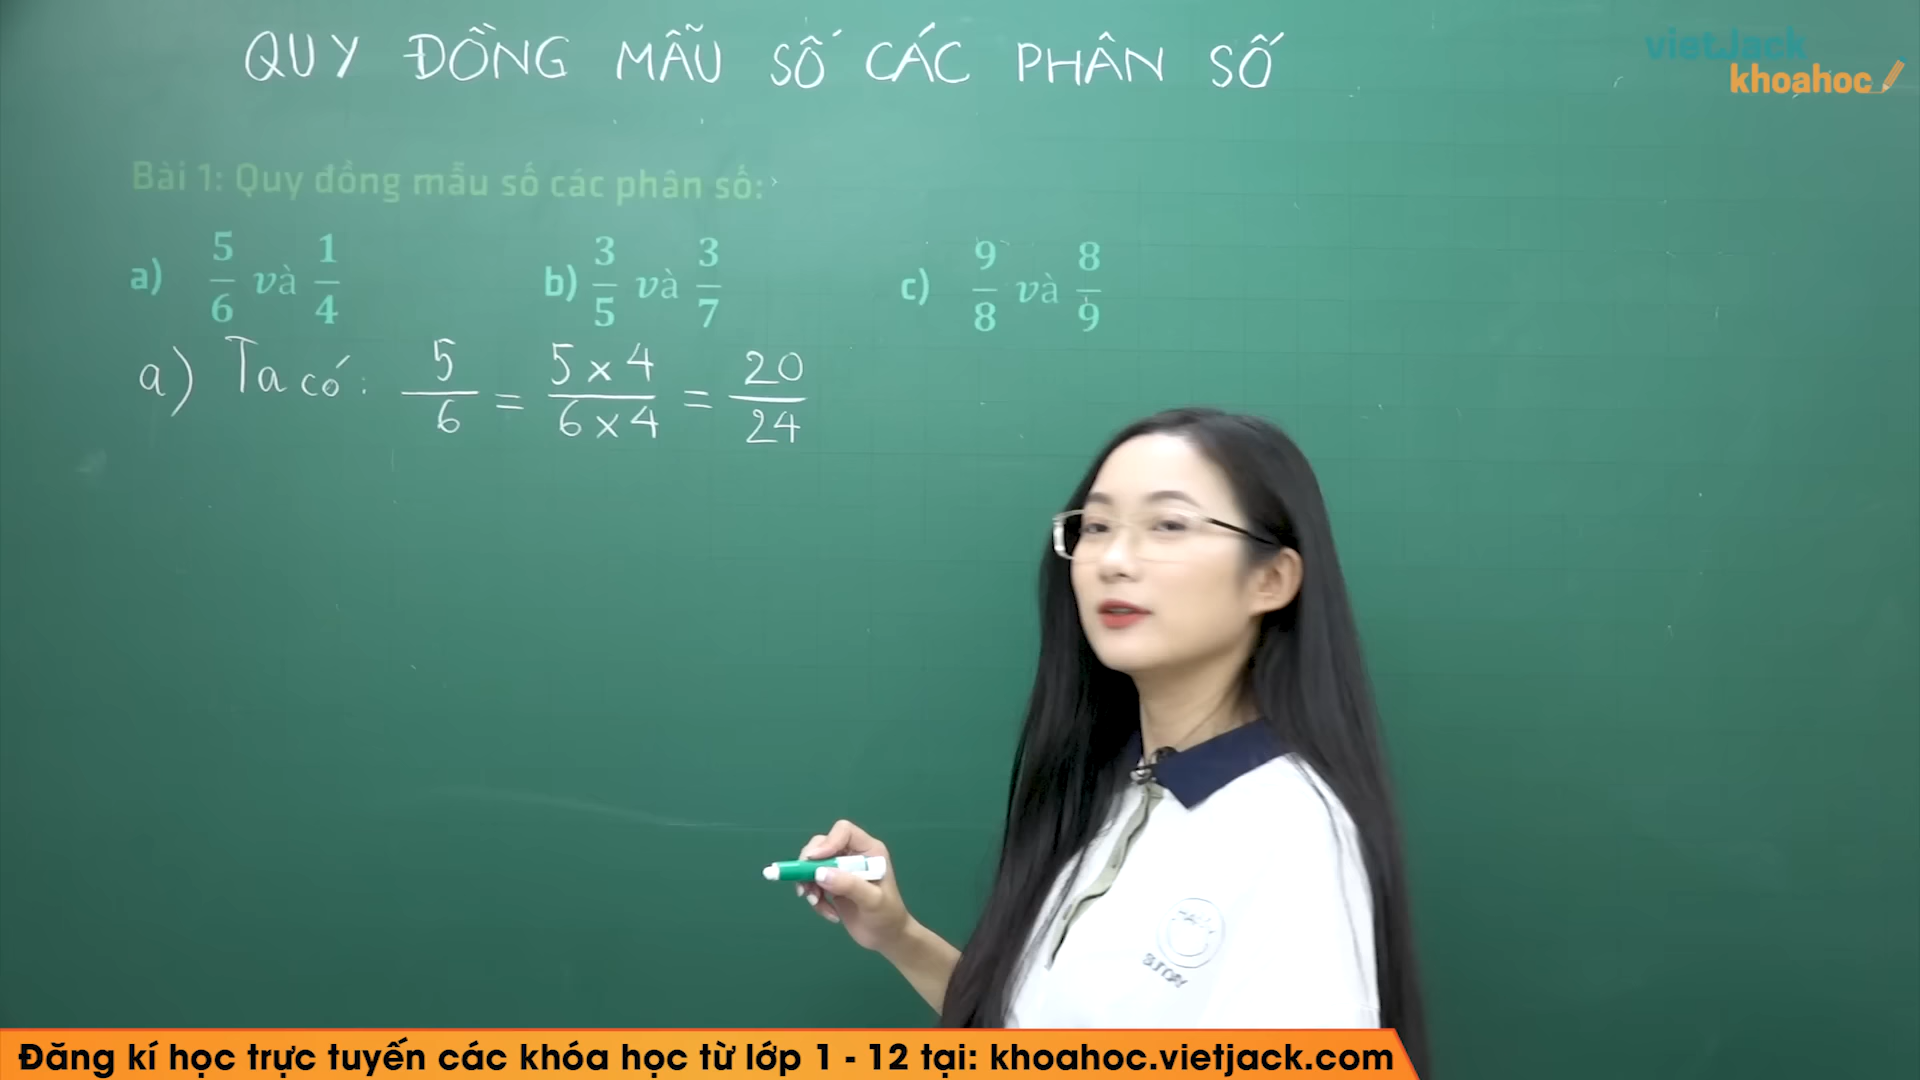 QUY ĐỒNG MẪU SỐ CÁC PHÂN SỐ
vietJack
khoahoc
Bài 1: Quy đồng mẫu số các phân số:
a) 5/6 và 1/4 b) 3/5 và 3/7 c) 9/8 và 8/9
a) Ta có: 5/6 = 5 x 4/6 x 4 = 20/24
Đăng kí học trực tuyến các khóa học từ lớp 1 - 12 tại: khoahoc.vietjack.com